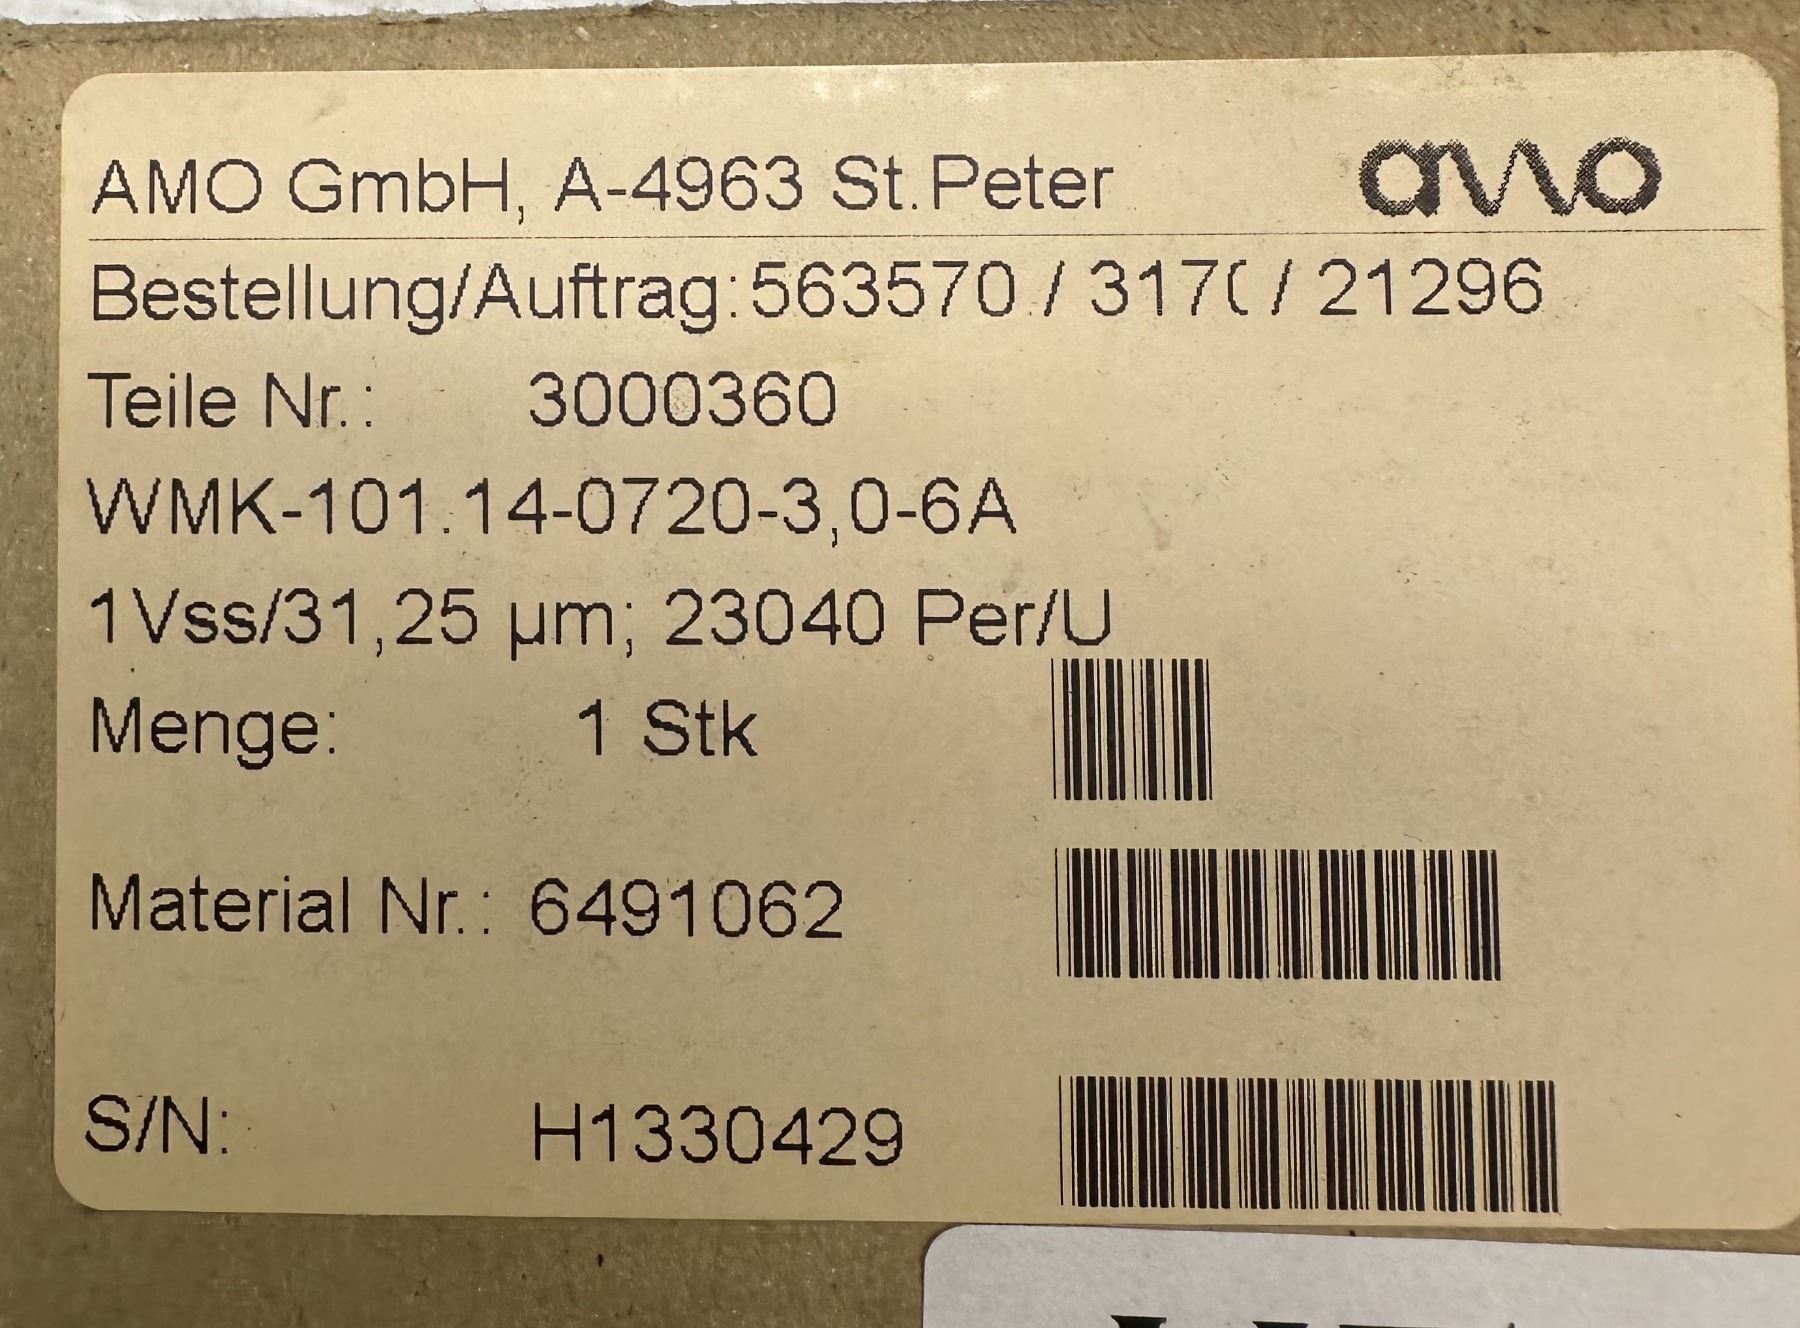 AMO GmbH, A-4963 St.Peter
amo
Bestellung/Auftrag:563570 / 317( / 21296
Teile Nr.: 3000360
WMK-101.14-0720-3,0-6A
1Vss/31,25 µm; 23040 Per/U
Menge: 1 Stk
Material Nr.: 6491062
S/N: H1330429